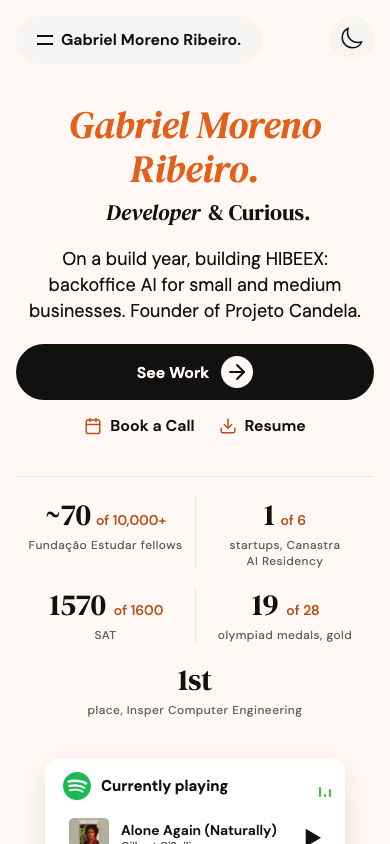 Gabriel Moreno Ribeiro.
Gabriel Moreno
Ribeiro.
Developer & Curious.
On a build year, building HIBEEX:
backoffice AI for small and medium
businesses. Founder of Projeto Candela.
See Work
Book a Call
Resume
~70 of 10,000+
Fundação Estudar fellows
1 of 6
startups, Canastra
AI Residency
1570 of 1600
SAT
19 of 28
olympiad medals, gold
1st
place, Insper Computer Engineering
Currently playing
Alone Again (Naturally)